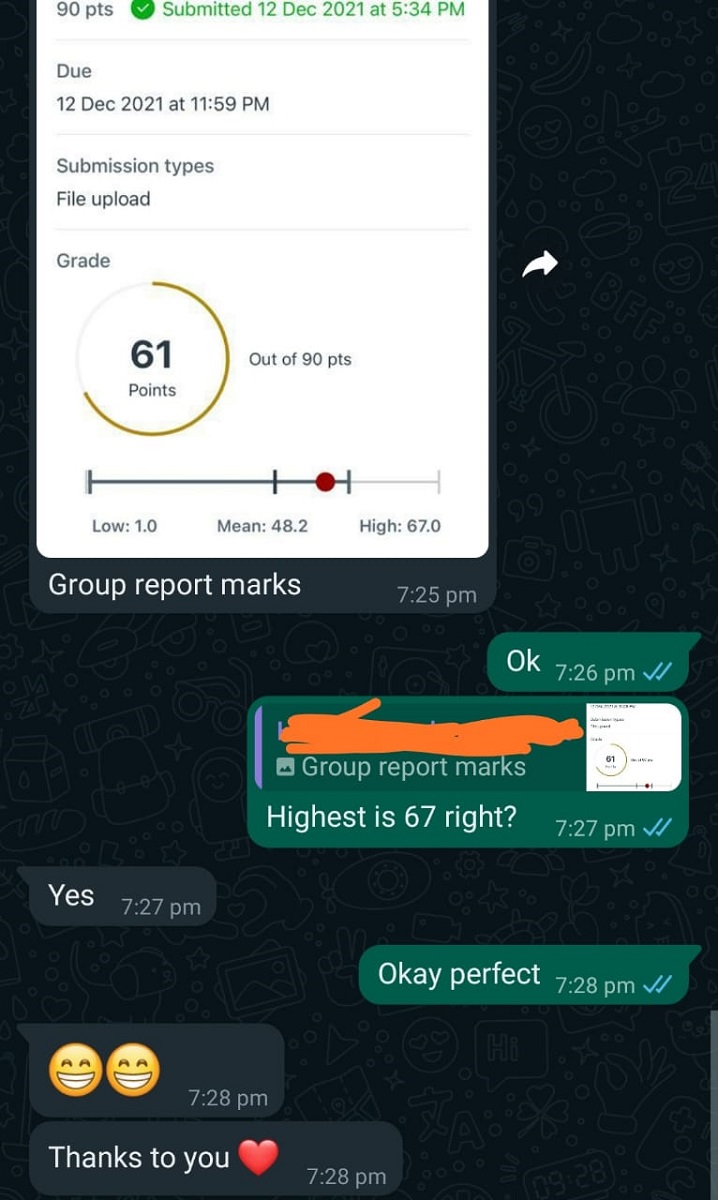 90 pts Submitted 12 Dec 2021 at 5:34 PM
Due
12 Dec 2021 at 11:59 PM
Submission types
File upload
Grade
61
Points
Out of 90 pts
Low: 1.0 Mean: 48.2 High: 67.0
Group report marks
7:25 pm
Ok 7:26 pm
Group report marks
61
Highest is 67 right?
7:27 pm
Yes 7:27 pm
Okay perfect 7:28 pm
😁😁
7:28 pm
Thanks to you ❤️
7:28 pm